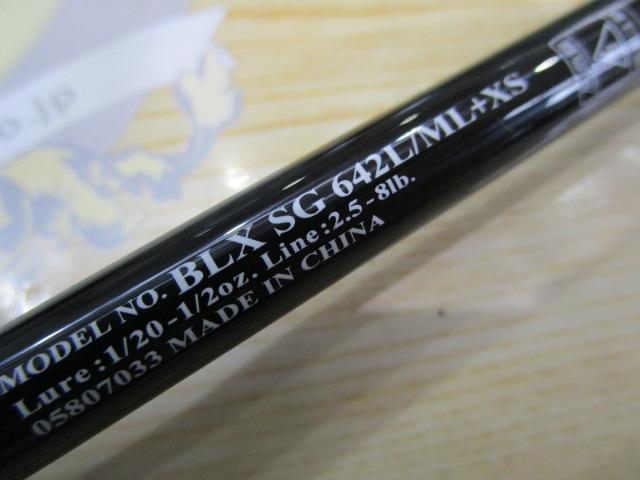 MODEL NO. BLX SG 642L/ML+XS
Lure:1/20-1/2oz. Line:2.5-8lb.
05807033 MADE IN CHINA
b.jp